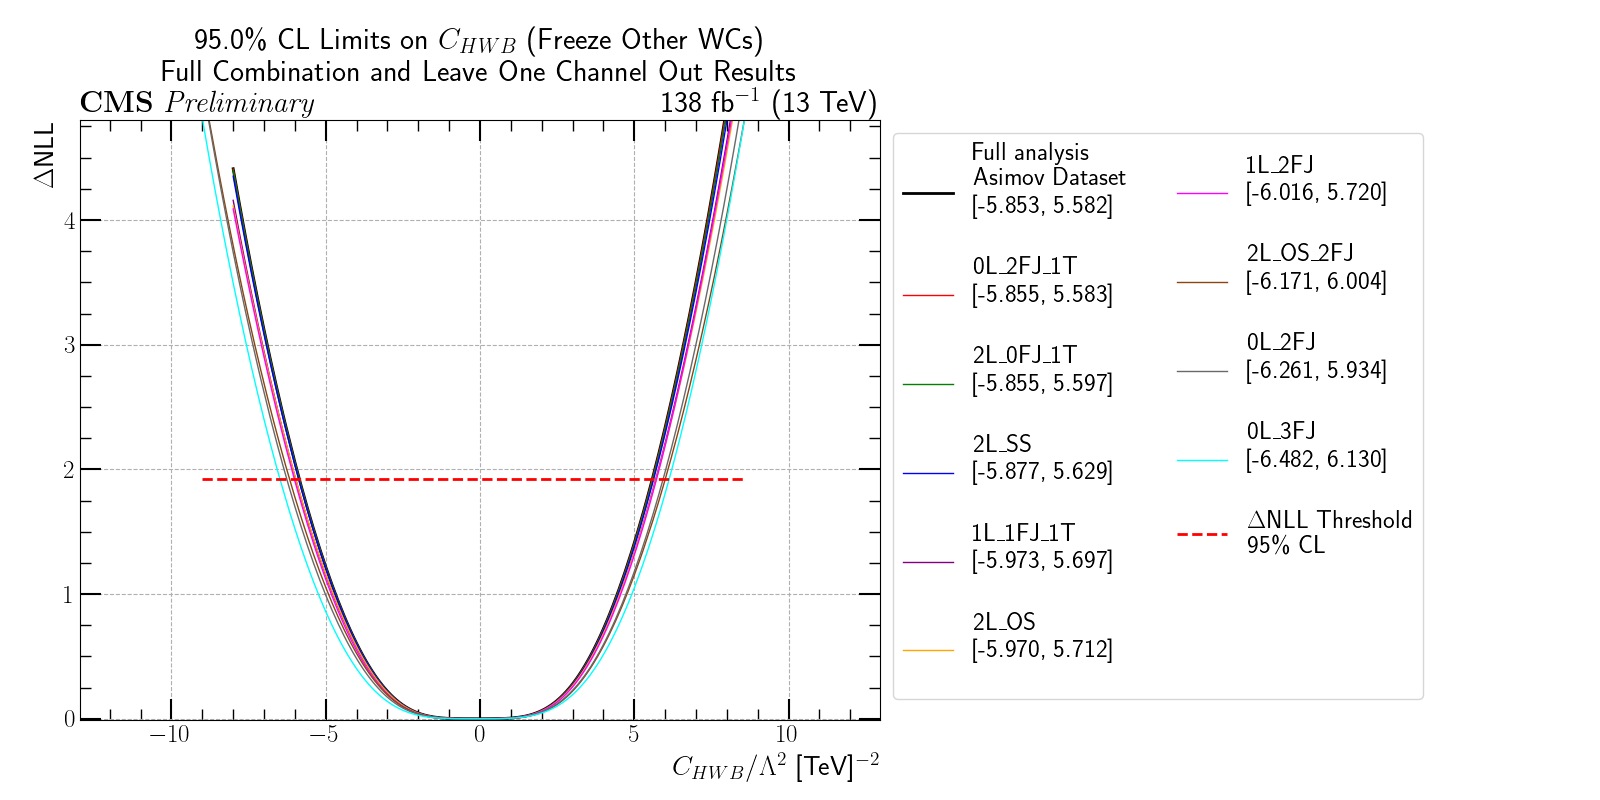 95.0% CL Limits on C_{HWB} (Freeze Other WCs)
Full Combination and Leave One Channel Out Results
CMS Preliminary 138 fb^{-1} (13 TeV)
ΔNLL
4
3
2
1
0
−10 −5 0 5 10
C_{HWB}/Λ^2 [TeV]^{-2}
Full analysis
Asimov Dataset
[-5.853, 5.582]
0L_2FJ_1T
[-5.855, 5.583]
2L_0FJ_1T
[-5.855, 5.597]
2L_SS
[-5.877, 5.629]
1L_1FJ_1T
[-5.973, 5.697]
2L_OS
[-5.970, 5.712]
1L_2FJ
[-6.016, 5.720]
2L_OS_2FJ
[-6.171, 6.004]
0L_2FJ
[-6.261, 5.934]
0L_3FJ
[-6.482, 6.130]
ΔNLL Threshold
95% CL